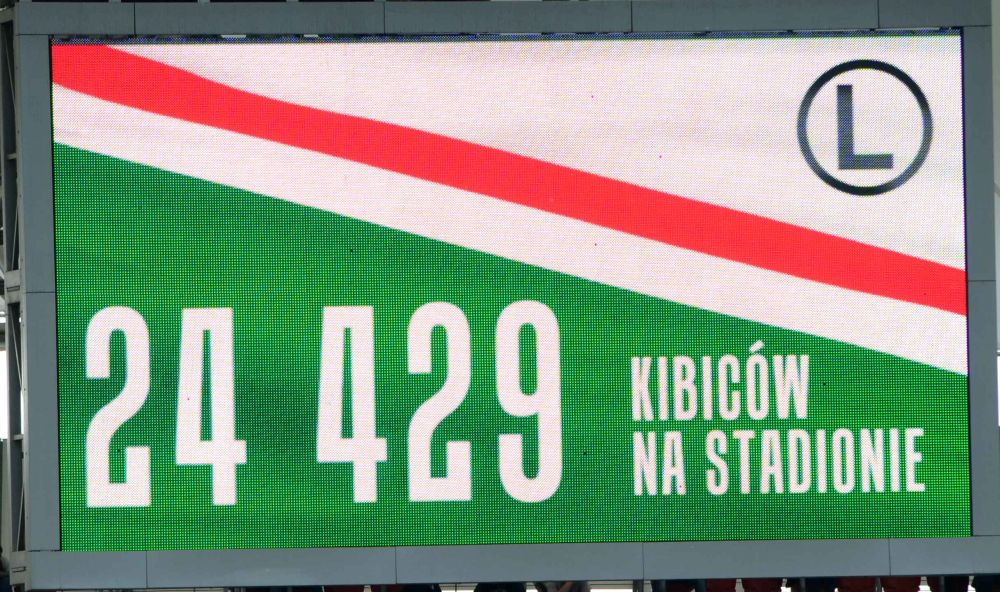 L
24 429
KIBICÓW
NA STADIONIE